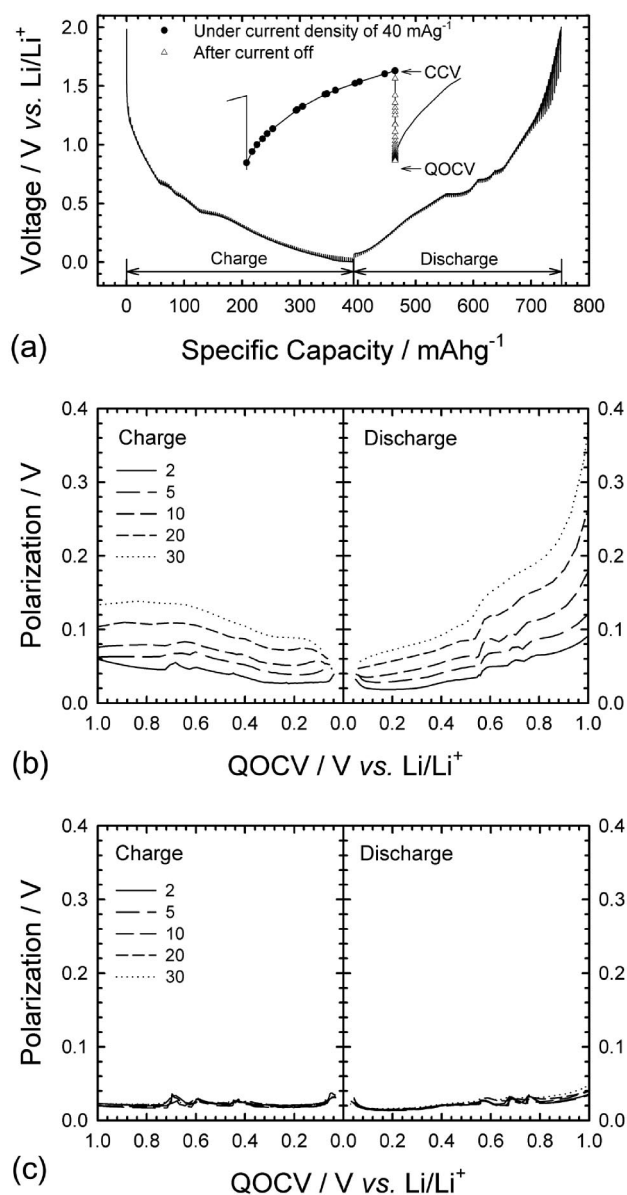 Under current density of 40 mAg⁻¹
After current off
CCV
QOCV
2.0
1.5
1.0
0.5
0.0
Voltage / V vs. Li/Li⁺
Charge
Discharge
0 100 200 300 400 500 600 700 800
(a)
Specific Capacity / mAhg⁻¹
0.4 0.4
0.3 0.3
0.2 0.2
0.1 0.1
0.0 0.0
Polarization / V
Charge
2
5
10
20
30
Discharge
1.0 0.8 0.6 0.4 0.2 0.0 0.2 0.4 0.6 0.8 1.0
(b)
QOCV / V vs. Li/Li⁺
0.4 0.4
0.3 0.3
0.2 0.2
0.1 0.1
0.0 0.0
Polarization / V
Charge
2
5
10
20
30
Discharge
1.0 0.8 0.6 0.4 0.2 0.0 0.2 0.4 0.6 0.8 1.0
(c)
QOCV / V vs. Li/Li⁺